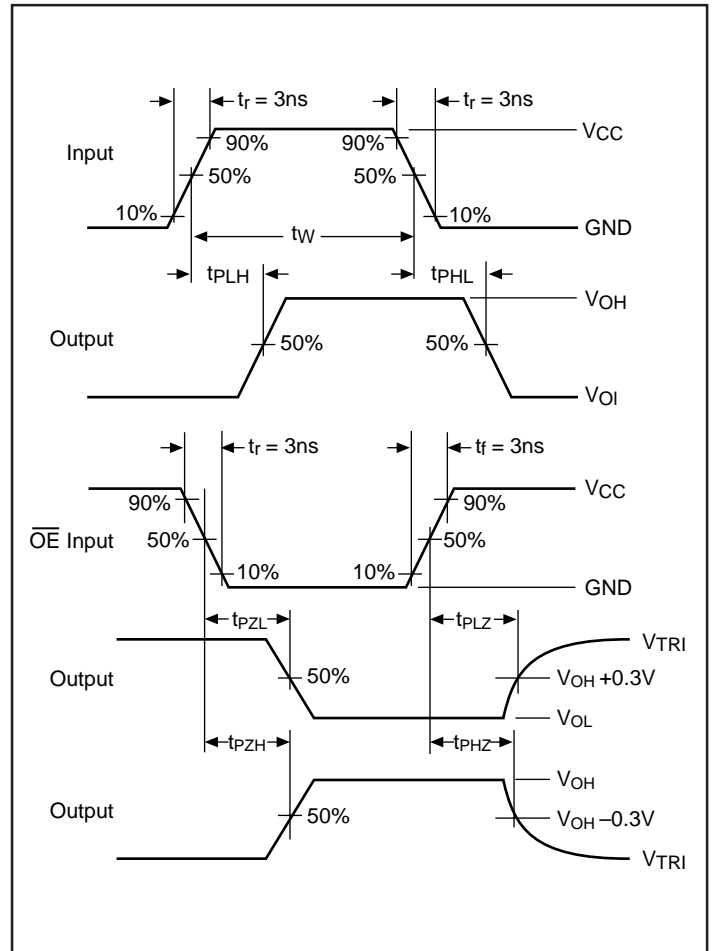 tr = 3ns tr = 3ns
VCC
Input 90% 90%
50% 50%
10% 10%
GND
tW
tPLH tPHL
VOH
Output 50% 50%
VOI
tr = 3ns tf = 3ns
VCC
90% 90%
OE Input 50% 50%
10% 10%
GND
tPZL tPLZ
VTRI
Output 50% VOH +0.3V
VOL
tPZH tPHZ
VOH
Output 50% VOH –0.3V
VTRI